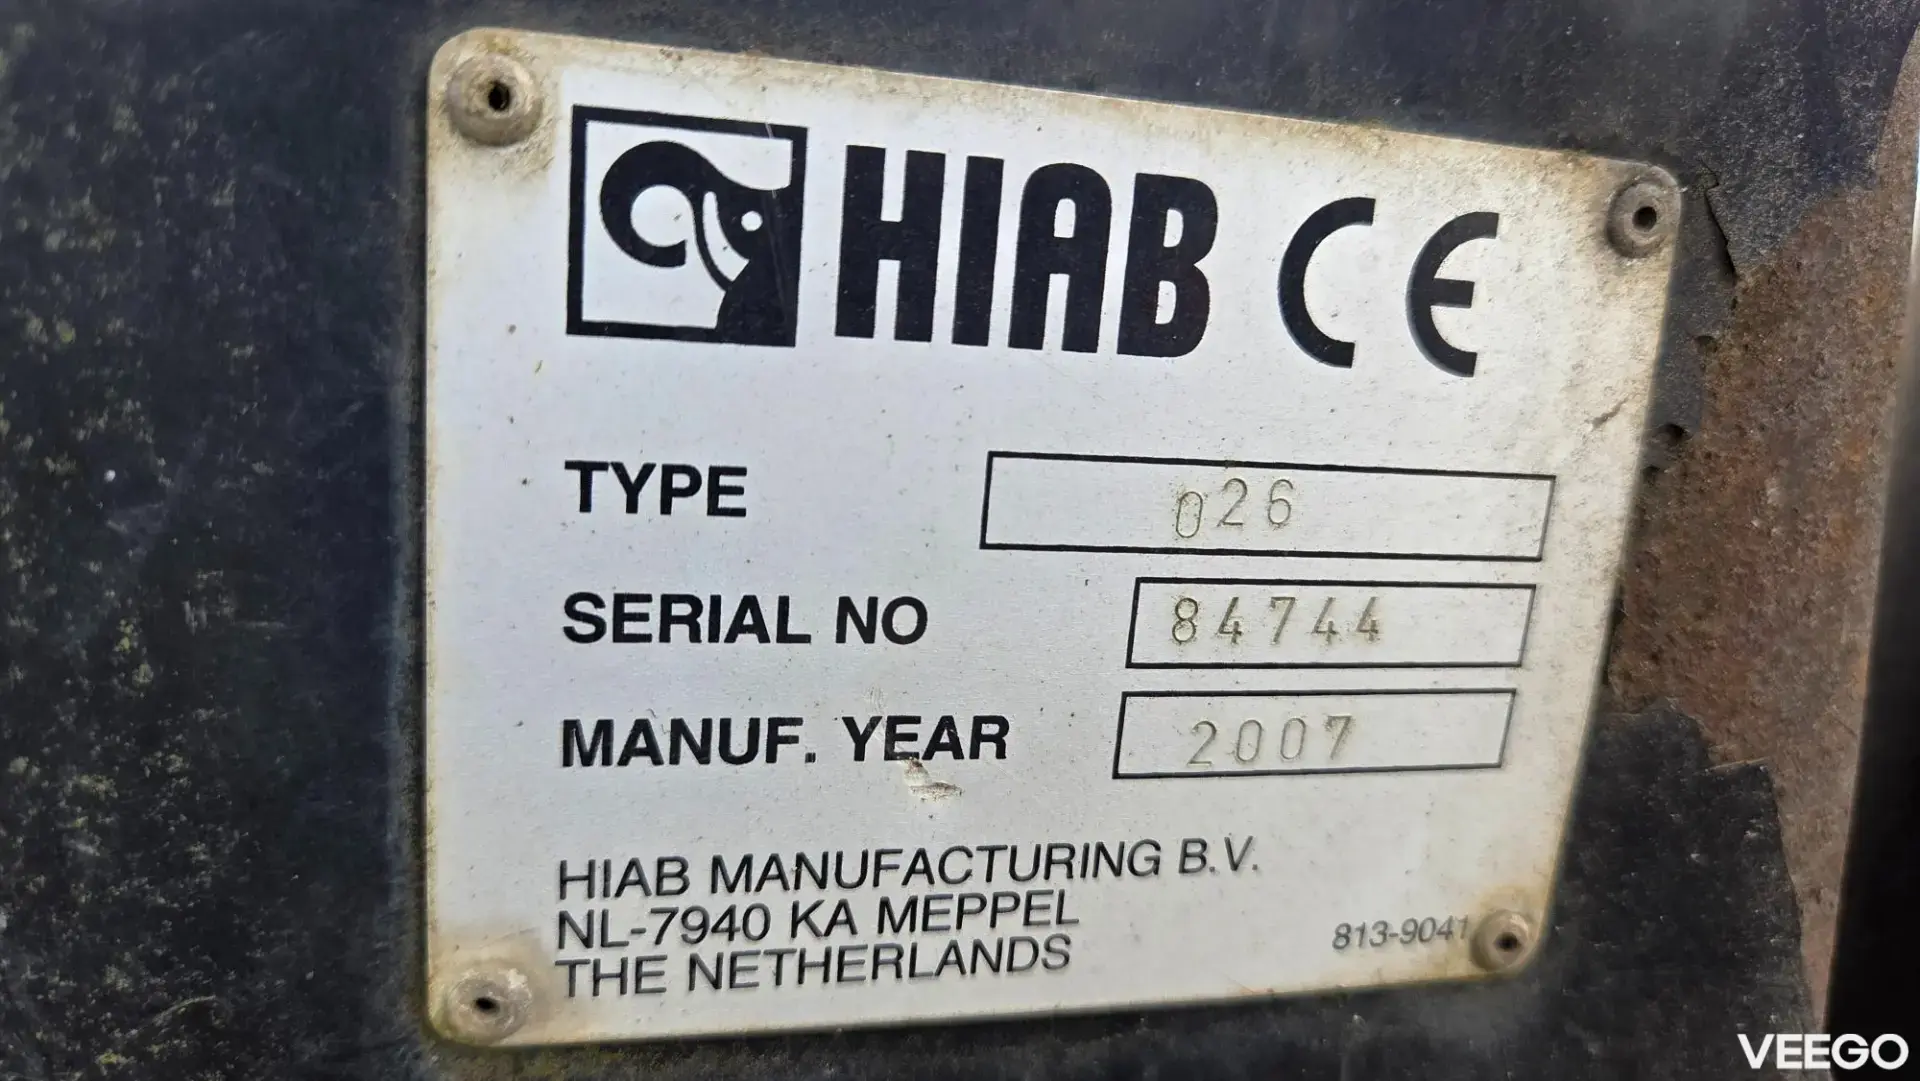 HIAB CE
TYPE 026
SERIAL NO 84744
MANUF. YEAR 2007
HIAB MANUFACTURING B.V.
NL-7940 KA MEPPEL
THE NETHERLANDS
813-9041
VEEGO